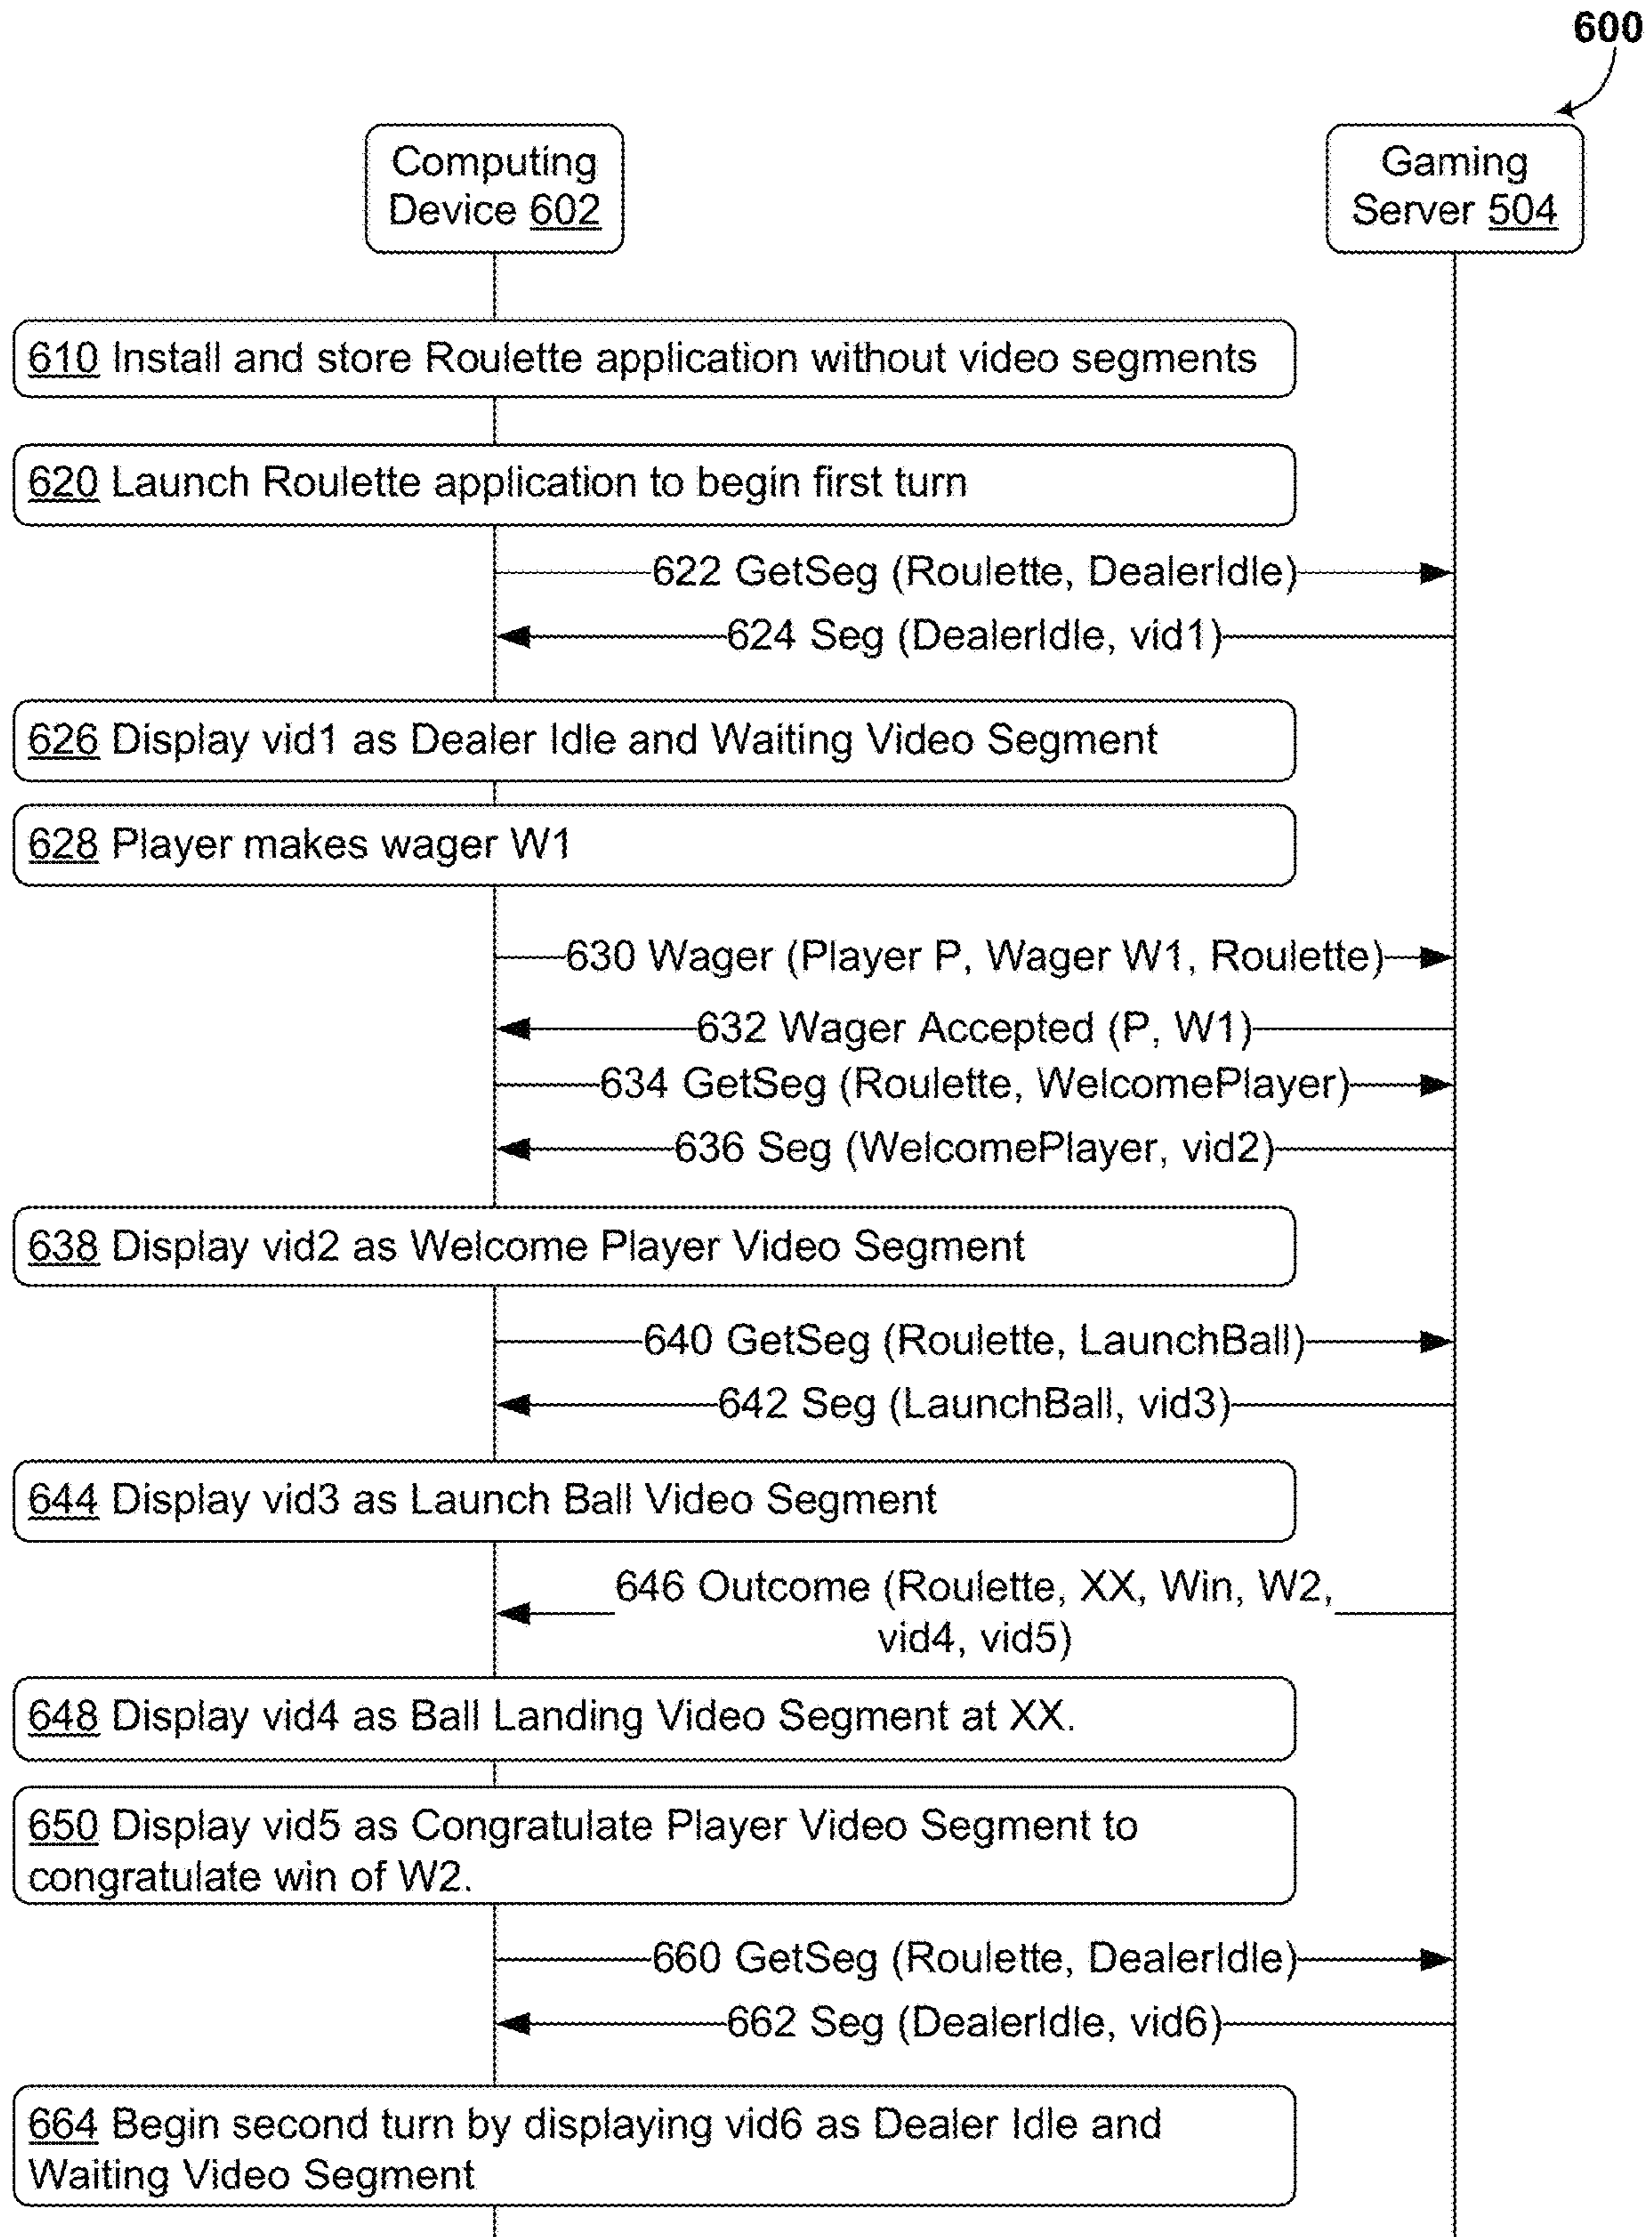 600
Computing
Device 602
Gaming
Server 504
610 Install and store Roulette application without video segments
620 Launch Roulette application to begin first turn
622 GetSeg (Roulette, DealerIdle)
624 Seg (DealerIdle, vid1)
626 Display vid1 as Dealer Idle and Waiting Video Segment
628 Player makes wager W1
630 Wager (Player P, Wager W1, Roulette)
632 Wager Accepted (P, W1)
634 GetSeg (Roulette, WelcomePlayer)
636 Seg (WelcomePlayer, vid2)
638 Display vid2 as Welcome Player Video Segment
640 GetSeg (Roulette, LaunchBall)
642 Seg (LaunchBall, vid3)
644 Display vid3 as Launch Ball Video Segment
646 Outcome (Roulette, XX, Win, W2,
vid4, vid5)
648 Display vid4 as Ball Landing Video Segment at XX.
650 Display vid5 as Congratulate Player Video Segment to
congratulate win of W2.
660 GetSeg (Roulette, DealerIdle)
662 Seg (DealerIdle, vid6)
664 Begin second turn by displaying vid6 as Dealer Idle and
Waiting Video Segment